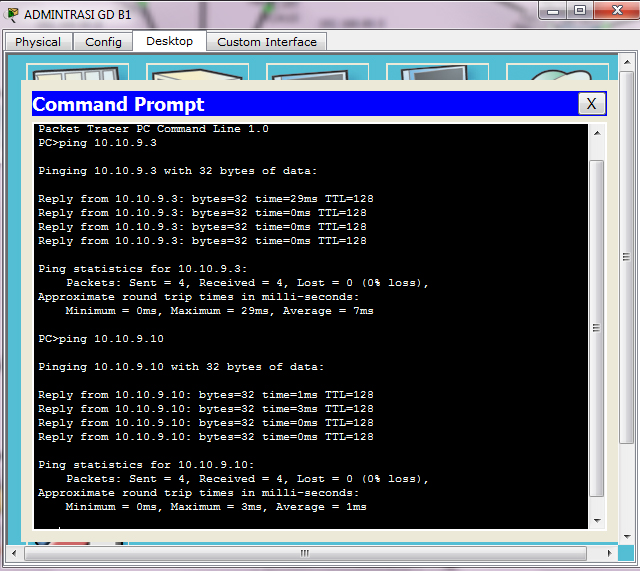 ADMINTRASI GD B1
Physical Config Desktop Custom Interface
Command Prompt X
Packet Tracer PC Command Line 1.0
PC>ping 10.10.9.3
Pinging 10.10.9.3 with 32 bytes of data:
Reply from 10.10.9.3: bytes=32 time=29ms TTL=128
Reply from 10.10.9.3: bytes=32 time=0ms TTL=128
Reply from 10.10.9.3: bytes=32 time=0ms TTL=128
Reply from 10.10.9.3: bytes=32 time=0ms TTL=128
Ping statistics for 10.10.9.3:
Packets: Sent = 4, Received = 4, Lost = 0 (0% loss),
Approximate round trip times in milli-seconds:
Minimum = 0ms, Maximum = 29ms, Average = 7ms
PC>ping 10.10.9.10
Pinging 10.10.9.10 with 32 bytes of data:
Reply from 10.10.9.10: bytes=32 time=1ms TTL=128
Reply from 10.10.9.10: bytes=32 time=3ms TTL=128
Reply from 10.10.9.10: bytes=32 time=0ms TTL=128
Reply from 10.10.9.10: bytes=32 time=0ms TTL=128
Ping statistics for 10.10.9.10:
Packets: Sent = 4, Received = 4, Lost = 0 (0% loss),
Approximate round trip times in milli-seconds:
Minimum = 0ms, Maximum = 3ms, Average = 1ms